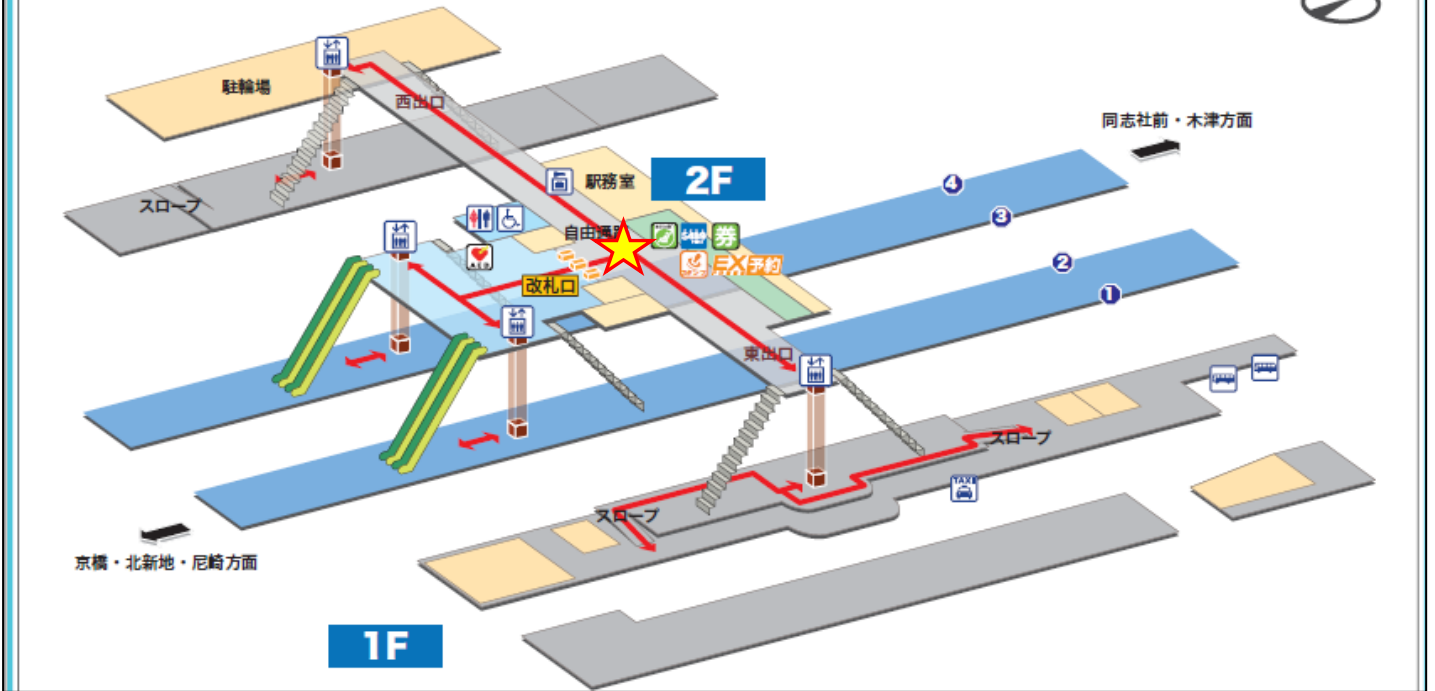 駐輪場
西出口
同志社前・木津方面
2F
駅務室
4
スロープ
3
自由通路
券
AED
EX予約
2
改札口
1
東出口
スロープ
TAXI
スロープ
京橋・北新地・尼崎方面
1F